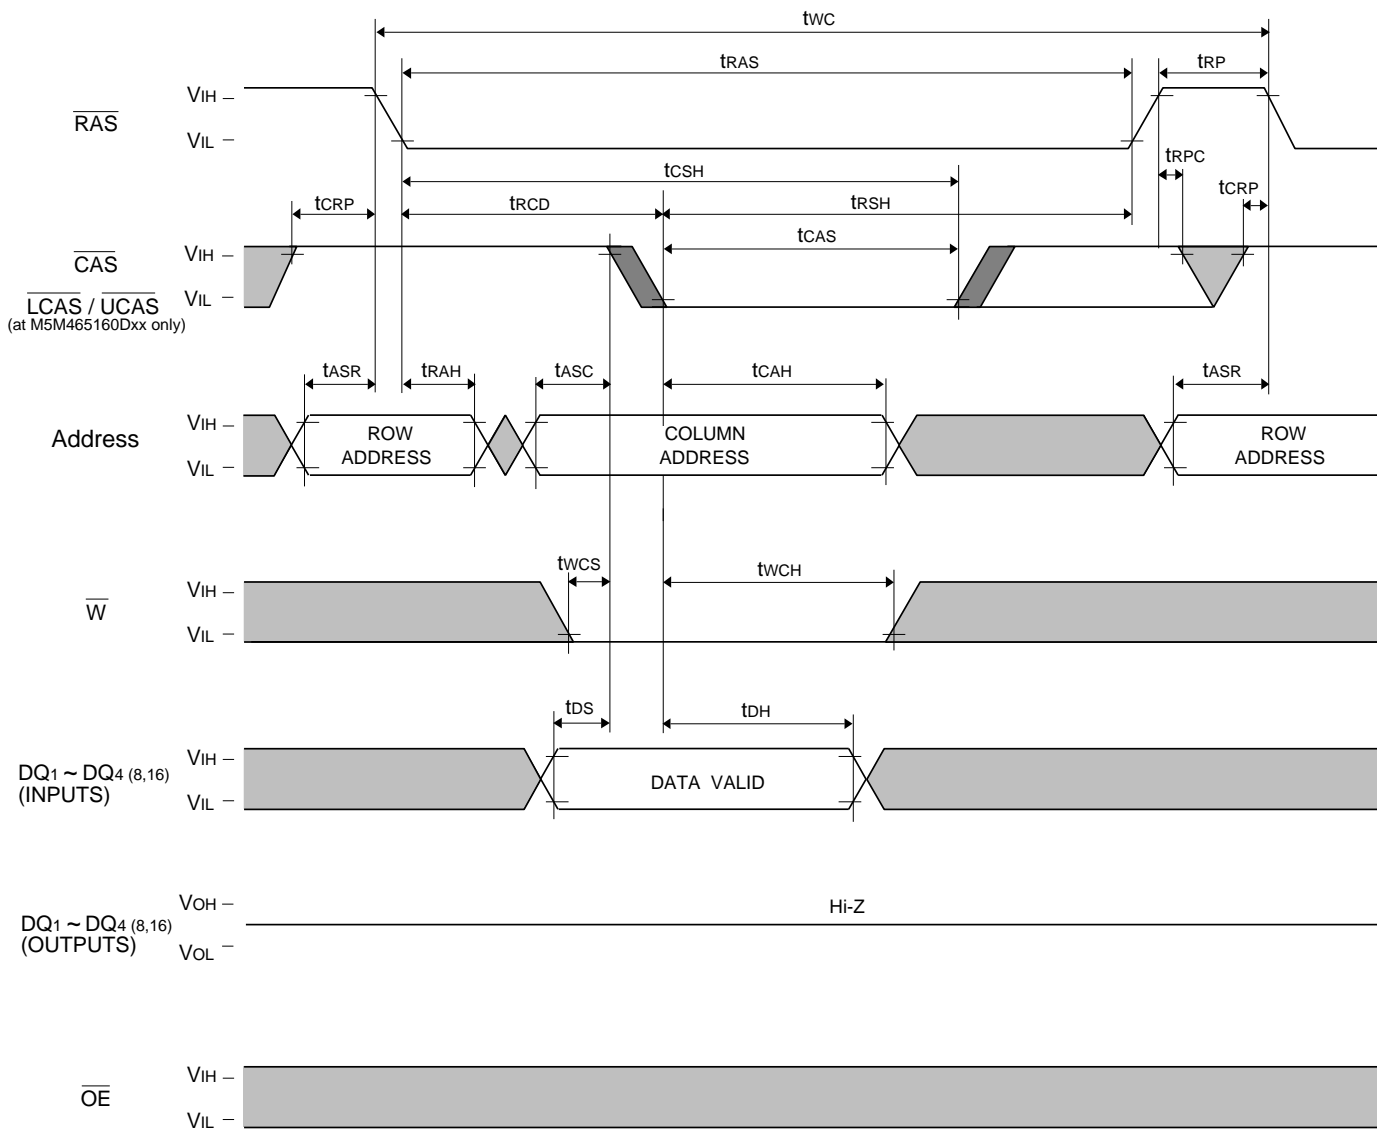 tWC
tRAS
tRP
VIH
RAS
VIL
tRPC
tCSH
tCRP
tCRP
tRCD
tRSH
tCAS
VIH
CAS
VIL
LCAS / UCAS
(at M5M465160Dxx only)
tASR
tRAH
tASC
tCAH
tASR
VIH
Address
ROW ADDRESS
COLUMN ADDRESS
ROW ADDRESS
VIL
tWCS
tWCH
VIH
W
VIL
tDS
tDH
VIH
DQ1 ~ DQ4 (8,16)
(INPUTS)
DATA VALID
VIL
VOH
Hi-Z
DQ1 ~ DQ4 (8,16)
(OUTPUTS)
VOL
VIH
OE
VIL